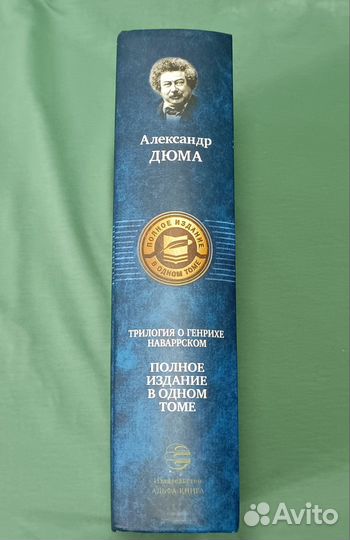 Александр
ДЮМА
ПОЛНОЕ ИЗДАНИЕ
В ОДНОМ ТОМЕ
ТРИЛОГИЯ О ГЕНРИХЕ
НАВАРРСКОМ
ПОЛНОЕ
ИЗДАНИЕ
В ОДНОМ
ТОМЕ
Издательство
АЛЬФА-КНИГА
Avito